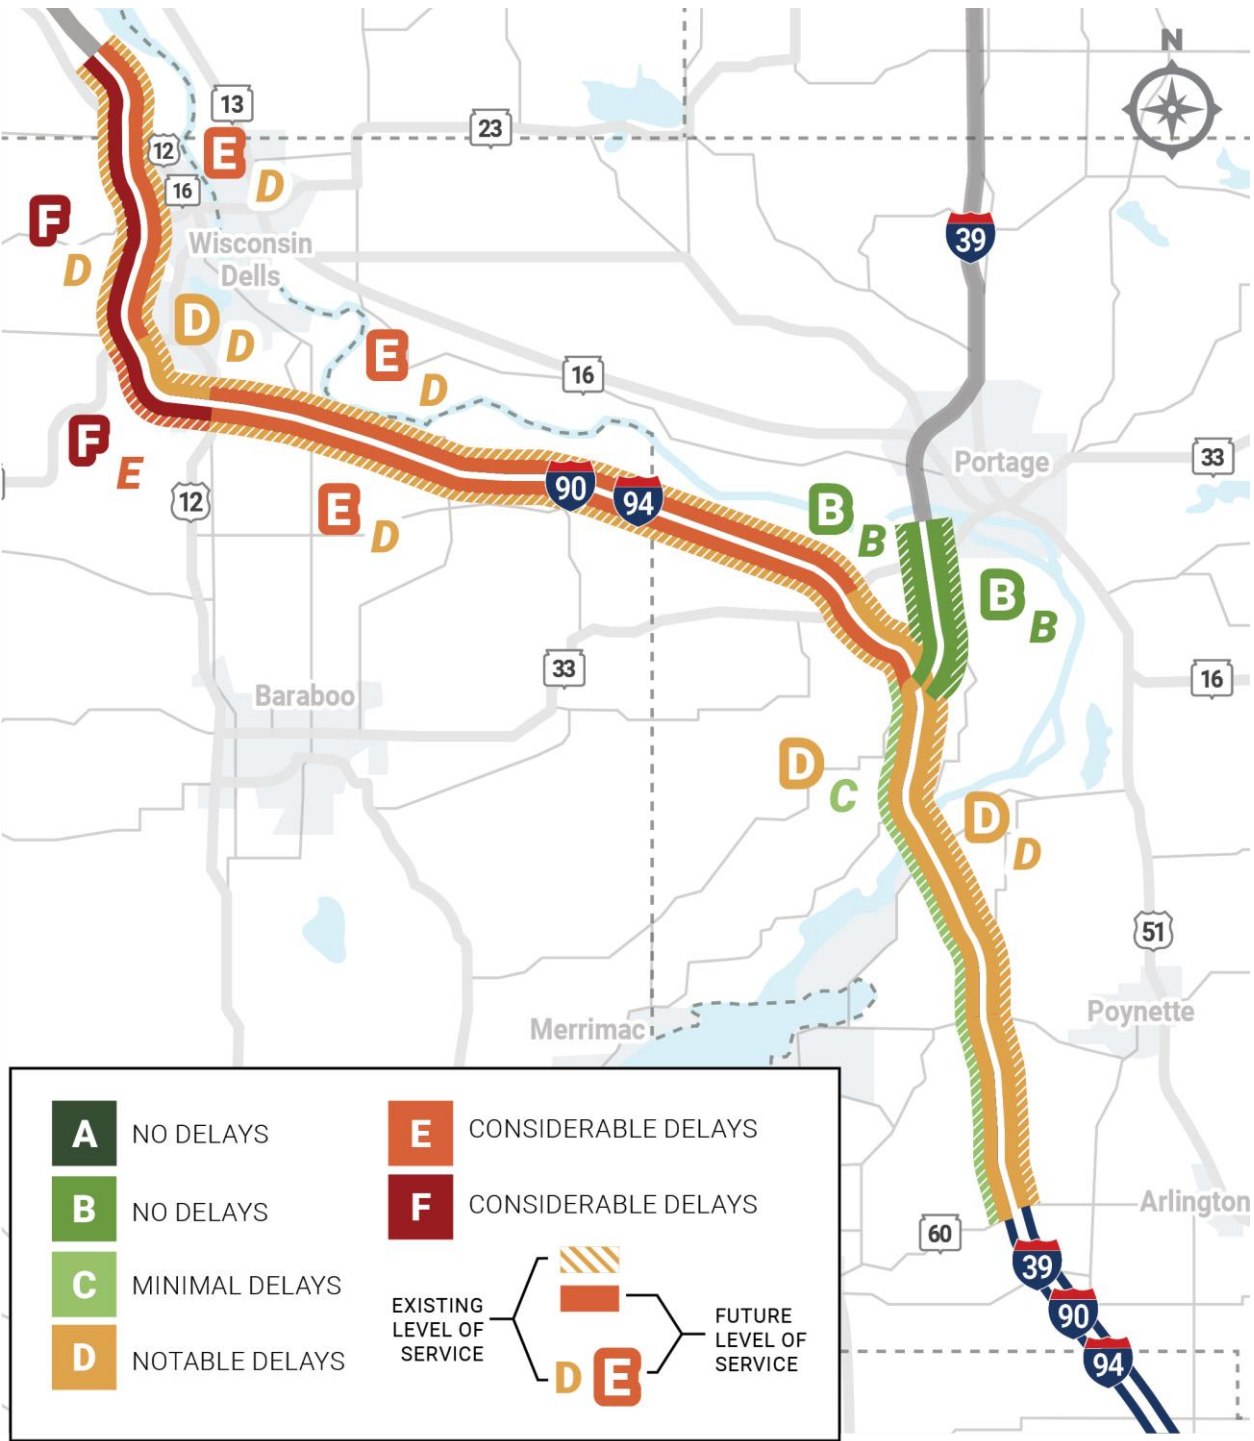 N
13
12
E
23
D
16
F
39
Wisconsin
Dells
D
D
D
E
16
D
F
E
Portage
33
12
90
94
E
D
B
B
B
B
33
16
Baraboo
D
C
D
D
51
Merrimac
Poynette
Arlington
60
39
90
94
A NO DELAYS
B NO DELAYS
C MINIMAL DELAYS
D NOTABLE DELAYS
E CONSIDERABLE DELAYS
F CONSIDERABLE DELAYS
EXISTING
LEVEL OF
SERVICE
D E
FUTURE
LEVEL OF
SERVICE